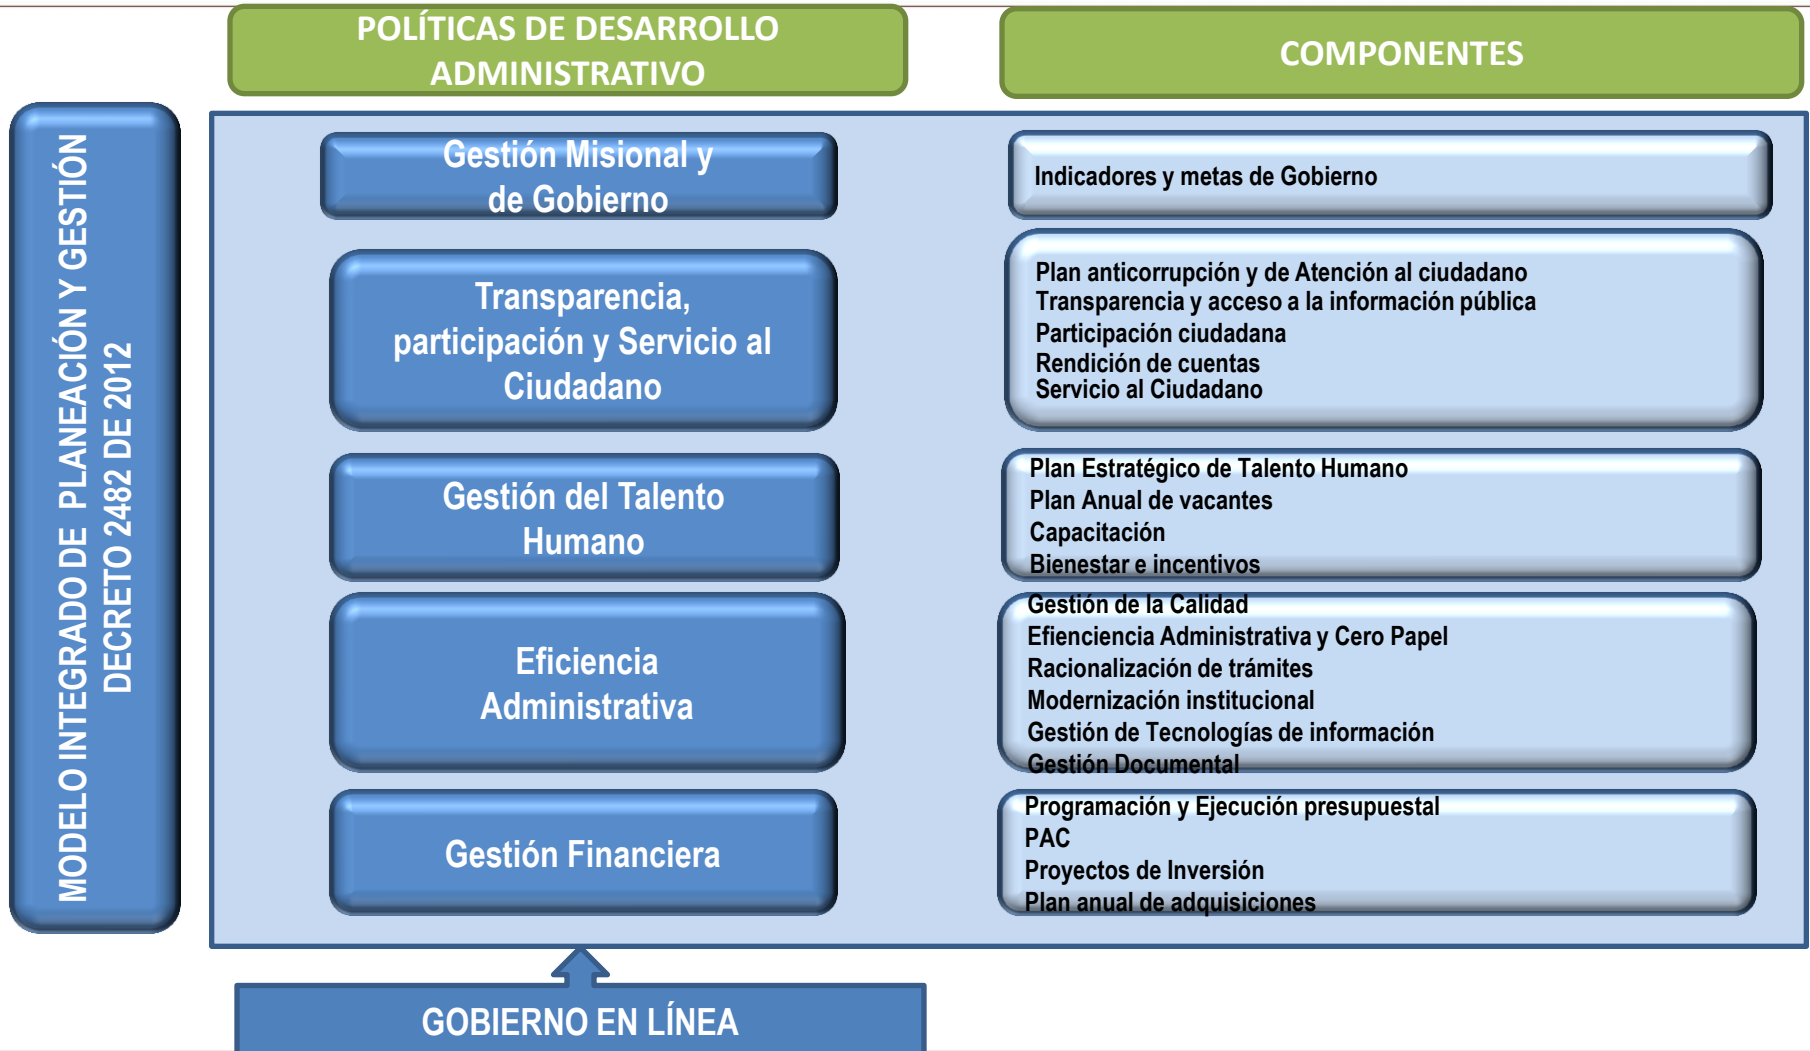 POLÍTICAS DE DESARROLLO
ADMINISTRATIVO
COMPONENTES
MODELO INTEGRADO DE PLANEACIÓN Y GESTIÓN
DECRETO 2482 DE 2012
Gestión Misional y
de Gobierno
Indicadores y metas de Gobierno
Transparencia,
participación y Servicio al
Ciudadano
Plan anticorrupción y de Atención al ciudadano
Transparencia y acceso a la información pública
Participación ciudadana
Rendición de cuentas
Servicio al Ciudadano
Gestión del Talento
Humano
Plan Estratégico de Talento Humano
Plan Anual de vacantes
Capacitación
Bienestar e incentivos
Eficiencia
Administrativa
Gestión de la Calidad
Efienciencia Administrativa y Cero Papel
Racionalización de trámites
Modernización institucional
Gestión de Tecnologías de información
Gestión Documental
Gestión Financiera
Programación y Ejecución presupuestal
PAC
Proyectos de Inversión
Plan anual de adquisiciones
GOBIERNO EN LÍNEA